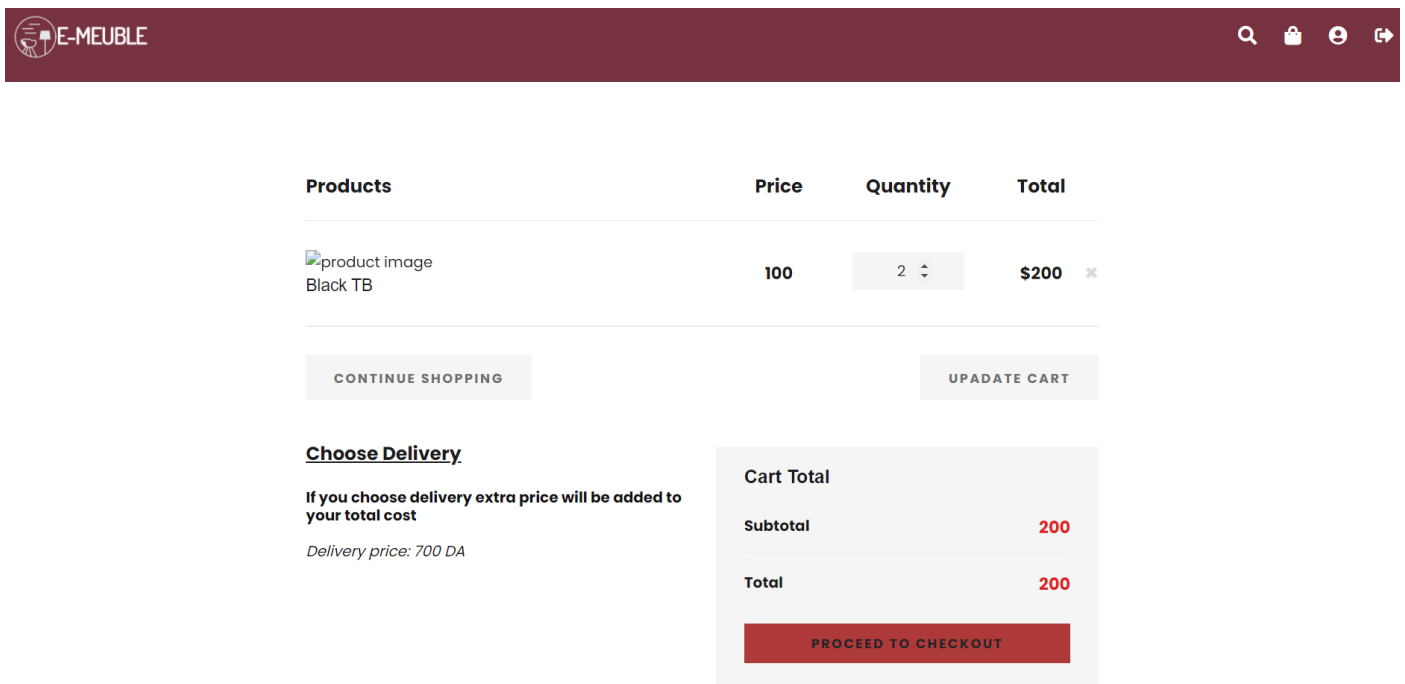 E-MEUBLE
Products Price Quantity Total
product image
Black TB
100 2 $200
CONTINUE SHOPPING UPADATE CART
Choose Delivery
If you choose delivery extra price will be added to
your total cost
Delivery price: 700 DA
Cart Total
Subtotal 200
Total 200
PROCEED TO CHECKOUT